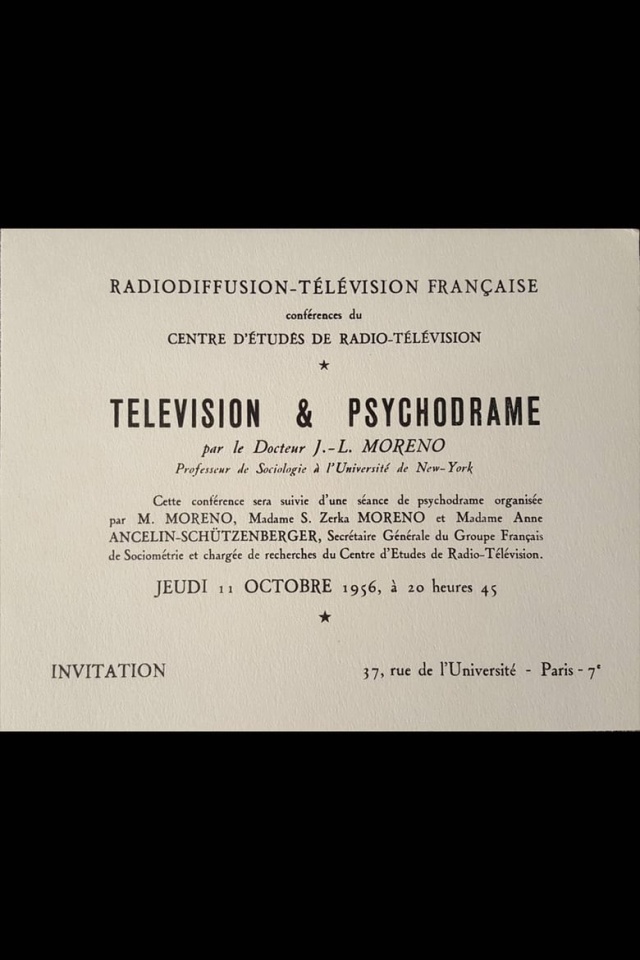 RADIODIFFUSION-TÉLÉVISION FRANÇAISE
conférences du
CENTRE D'ÉTUDES DE RADIO-TÉLÉVISION
★
TELEVISION & PSYCHODRAME
par le Docteur J.-L. MORENO
Professeur de Sociologie à l'Université de New-York
Cette conférence sera suivie d'une séance de psychodrame organisée
par M. MORENO, Madame S. Zerka MORENO et Madame Anne
ANCELIN-SCHÜTZENBERGER, Secrétaire Générale du Groupe Français
de Sociométrie et chargée de recherches du Centre d'Etudes de Radio-Télévision.
JEUDI 11 OCTOBRE 1956, à 20 heures 45
★
INVITATION 37, rue de l'Université - Paris - 7ᵉ